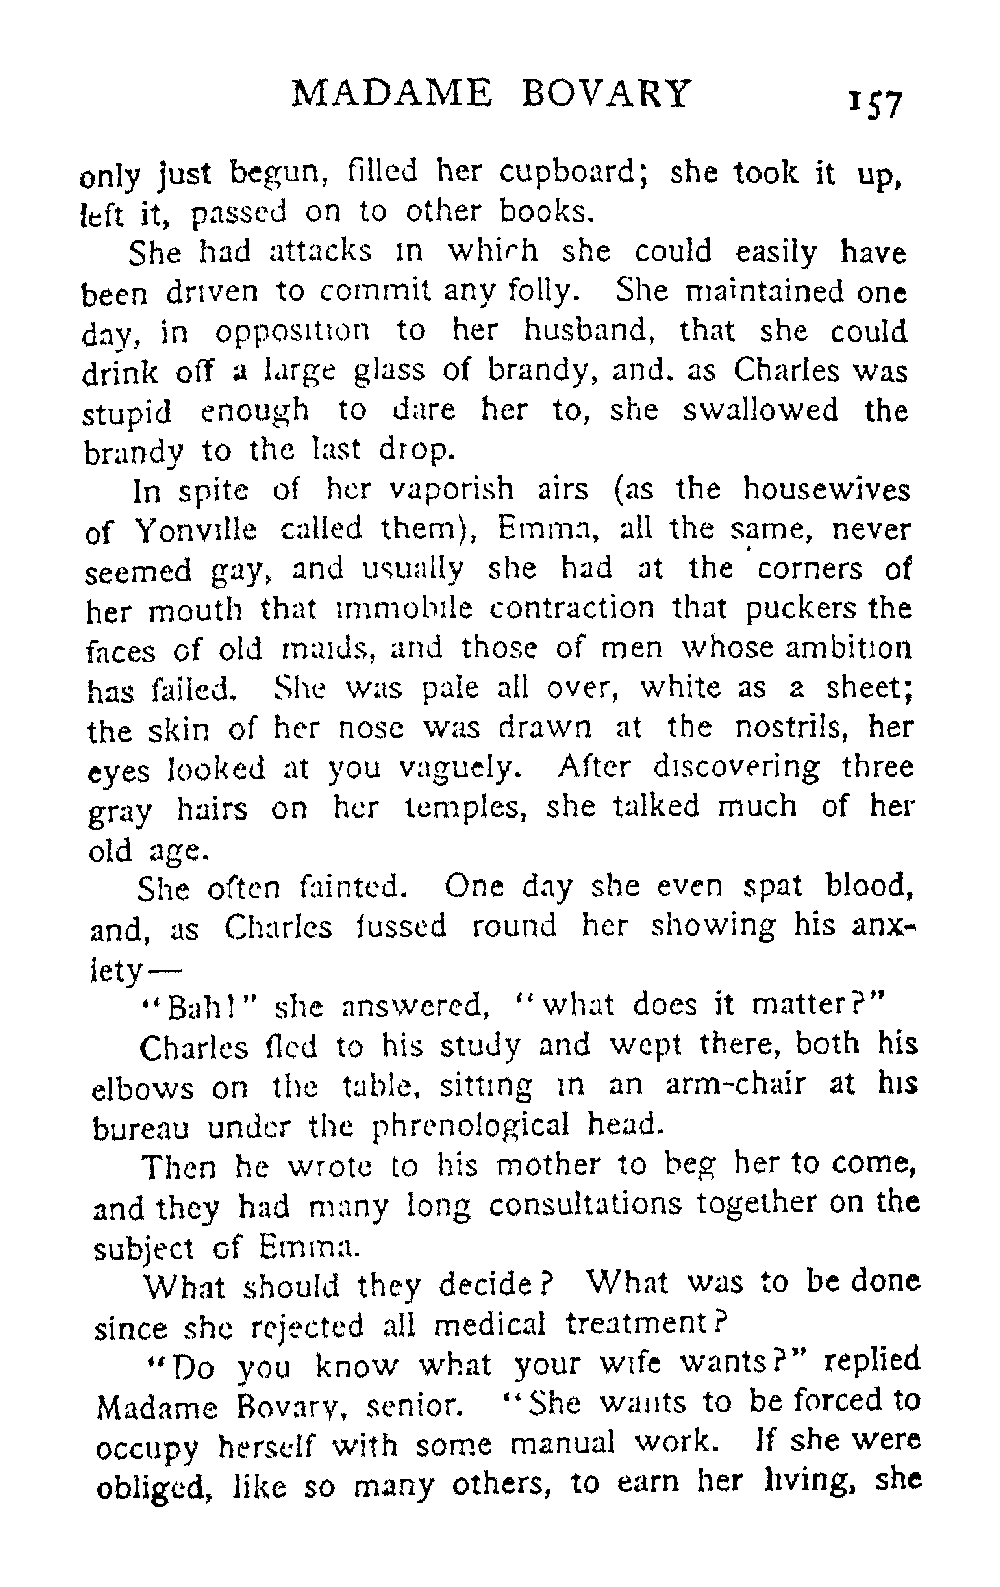 MADAME BOVARY 157
only just begun, filled her cupboard; she took it up,
left it, passed on to other books.
She had attacks in which she could easily have
been driven to commit any folly. She maintained one
day, in opposition to her husband, that she could
drink off a large glass of brandy, and. as Charles was
stupid enough to dare her to, she swallowed the
brandy to the last drop.
In spite of her vaporish airs (as the housewives
of Yonville called them), Emma, all the same, never
seemed gay, and usually she had at the corners of
her mouth that immobile contraction that puckers the
faces of old maids, and those of men whose ambition
has failed. She was pale all over, white as a sheet;
the skin of her nose was drawn at the nostrils, her
eyes looked at you vaguely. After discovering three
gray hairs on her temples, she talked much of her
old age.
She often fainted. One day she even spat blood,
and, as Charles fussed round her showing his anx-
iety—
"Bah!" she answered, "what does it matter?"
Charles fled to his study and wept there, both his
elbows on the table, sitting in an arm-chair at his
bureau under the phrenological head.
Then he wrote to his mother to beg her to come,
and they had many long consultations together on the
subject of Emma.
What should they decide? What was to be done
since she rejected all medical treatment?
"Do you know what your wife wants?" replied
Madame Bovary, senior. "She wants to be forced to
occupy herself with some manual work. If she were
obliged, like so many others, to earn her living, she